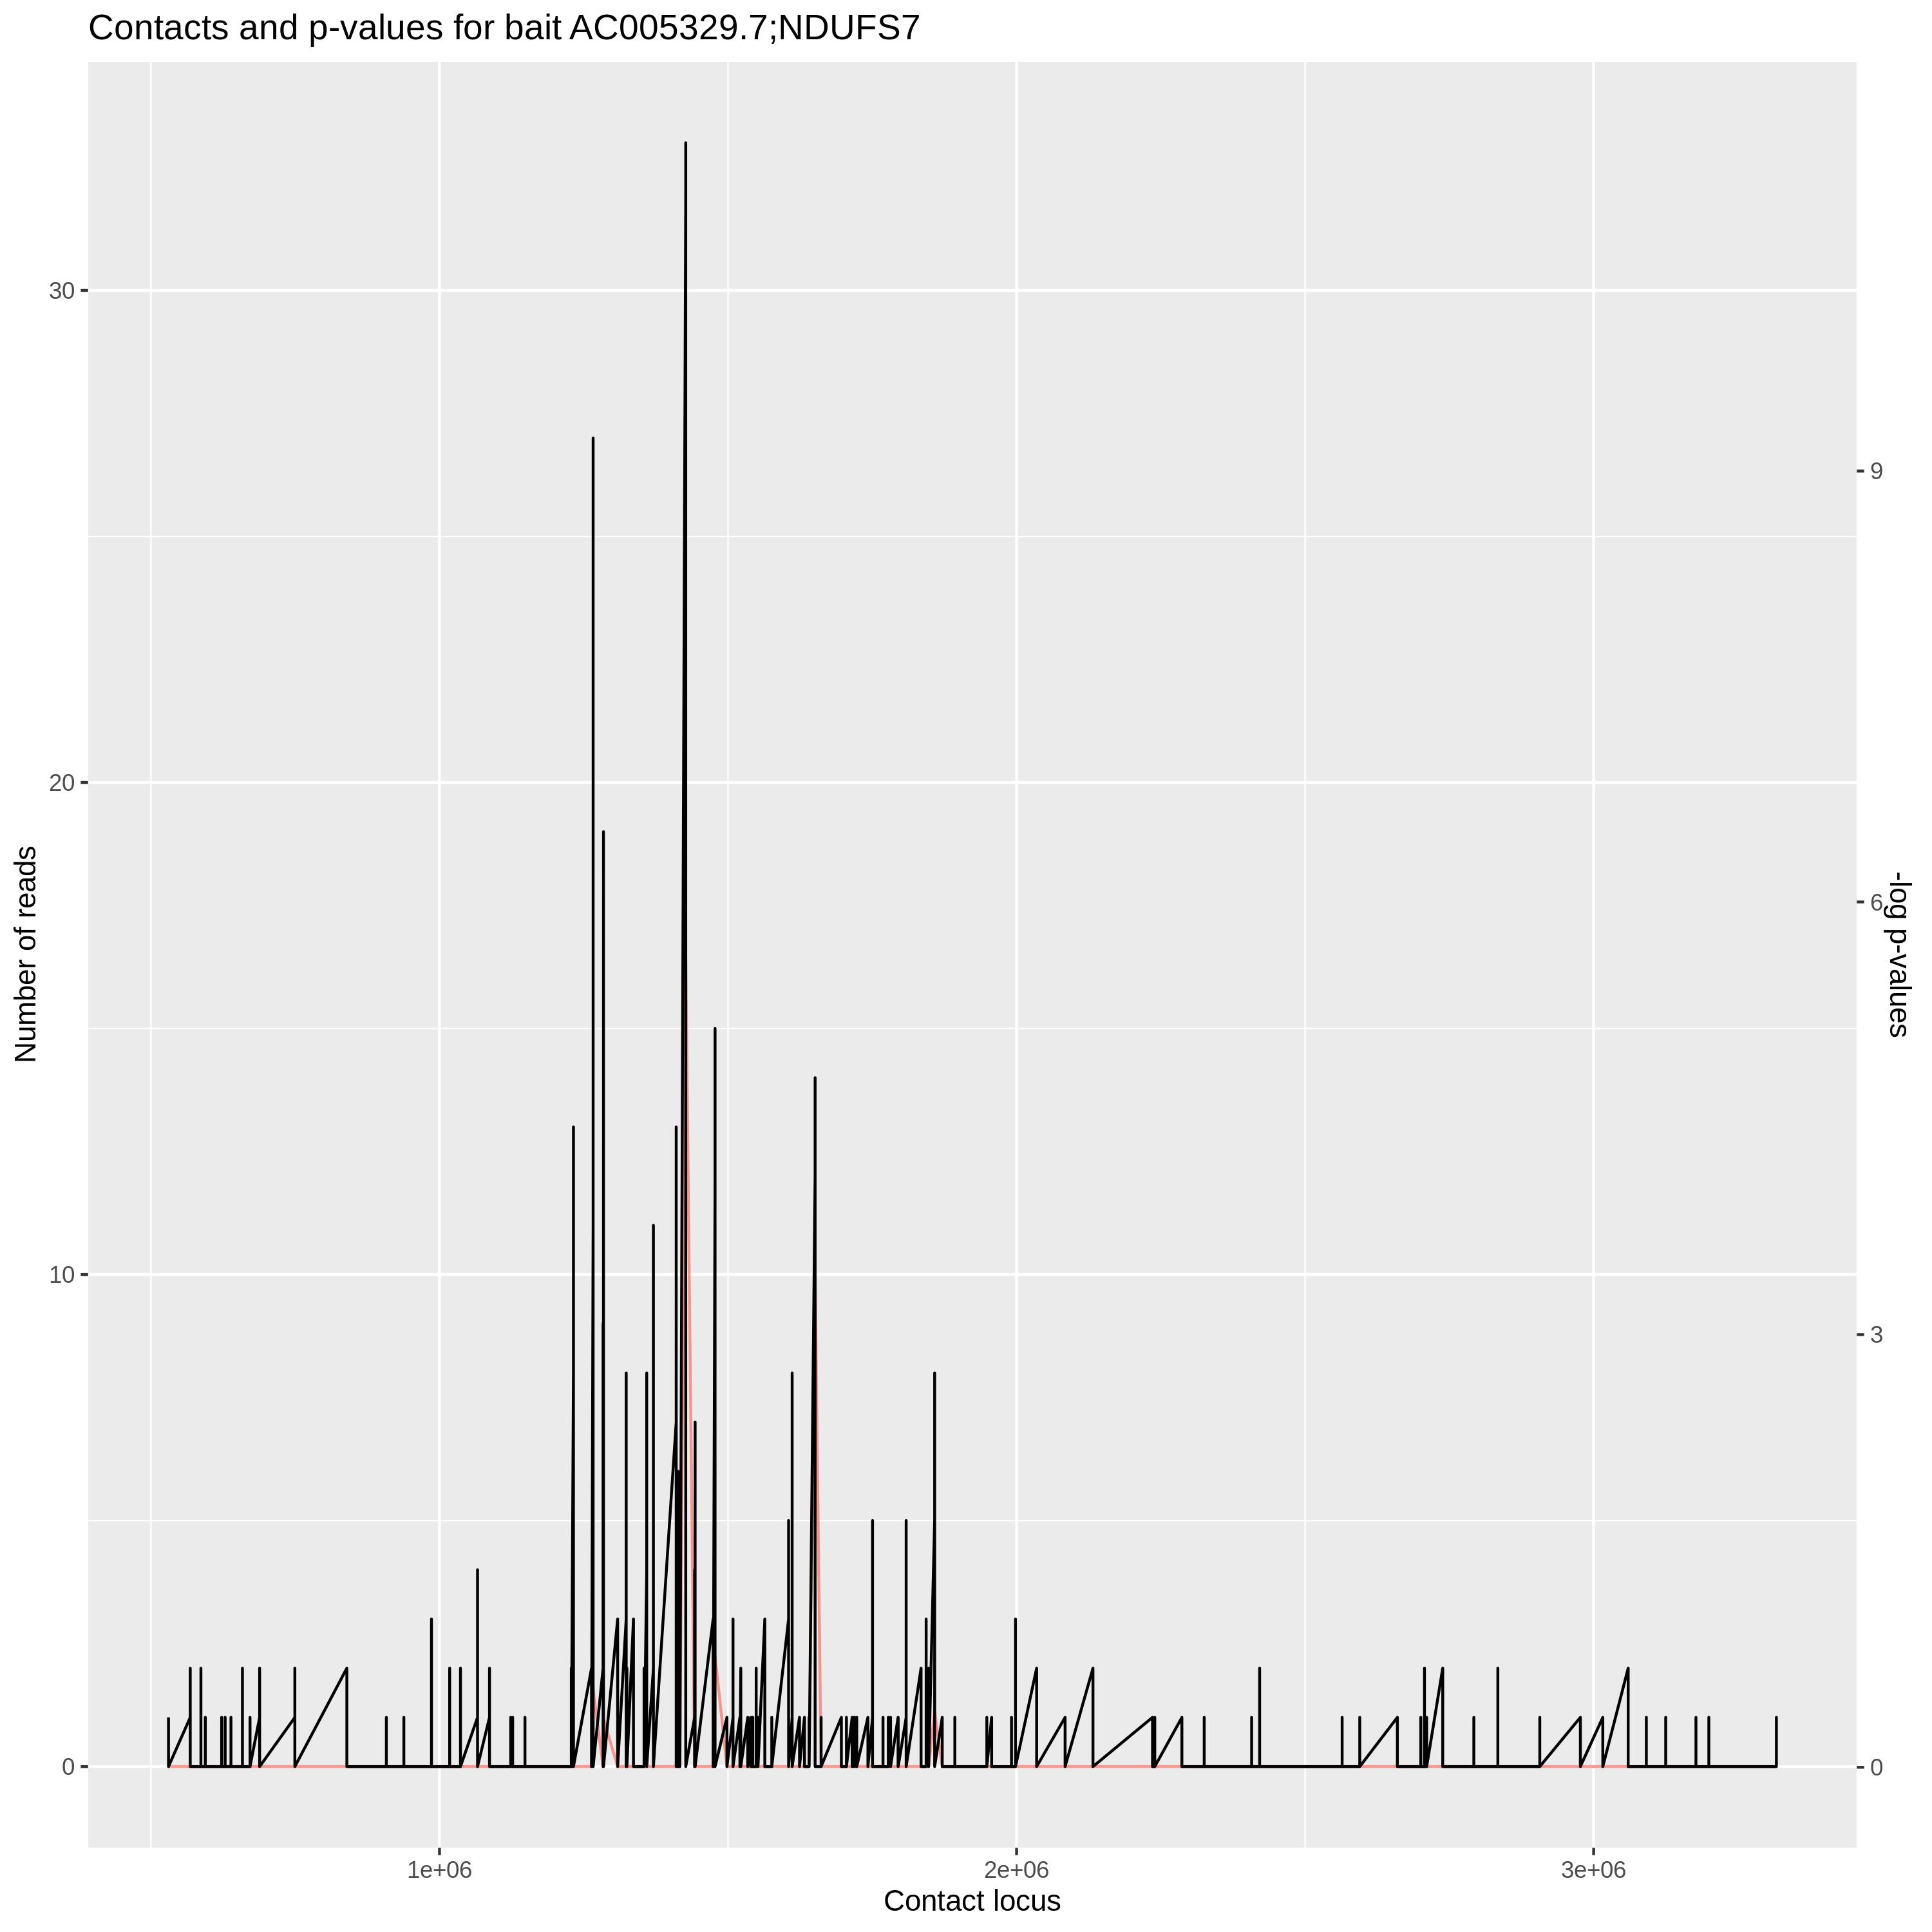 Contacts and p-values for bait AC005329.7;NDUFS7
30
20
10
0
Number of reads
9
6
3
0
-log p-values
1e+06
2e+06
3e+06
Contact locus